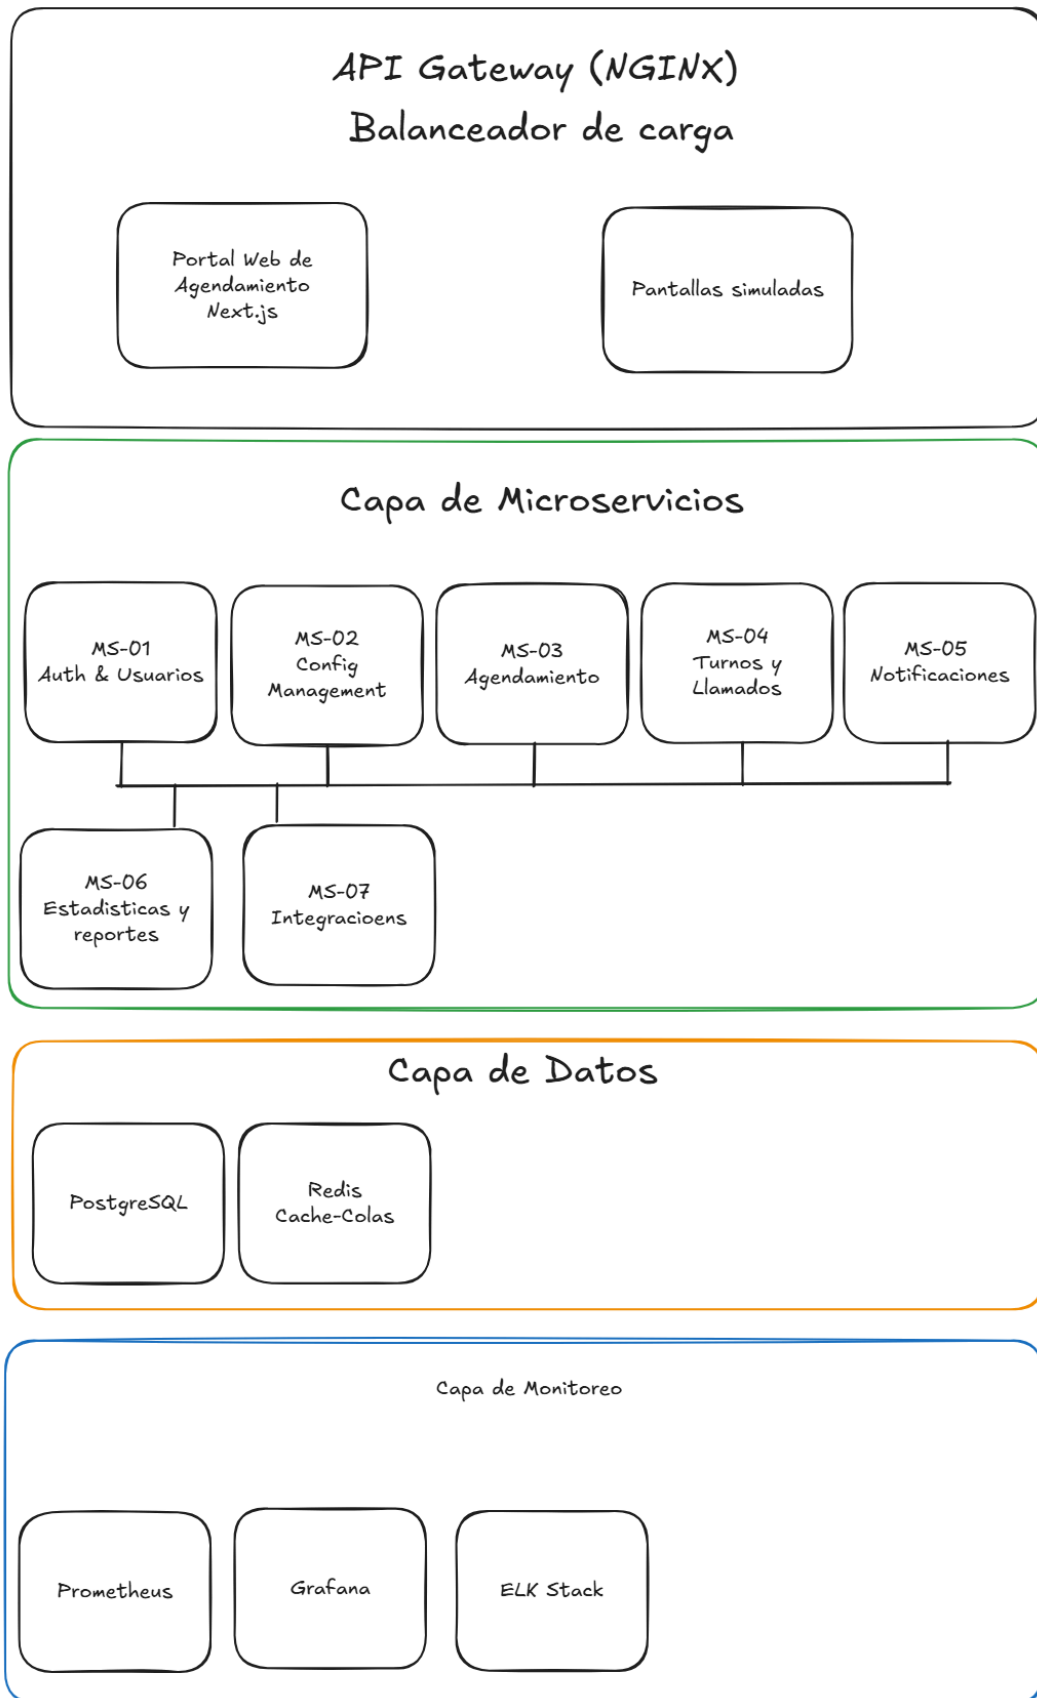 API Gateway (NGINX)
Balanceador de carga
Portal Web de
Agendamiento
Next.js
Pantallas simuladas
Capa de Microservicios
MS-01
Auth & Usuarios
MS-02
Config
Management
MS-03
Agendamiento
MS-04
Turnos y
Llamados
MS-05
Notificaciones
MS-06
Estadisticas y
reportes
MS-07
Integracioens
Capa de Datos
PostgreSQL
Redis
Cache-Colas
Capa de Monitoreo
Prometheus
Grafana
ELK Stack